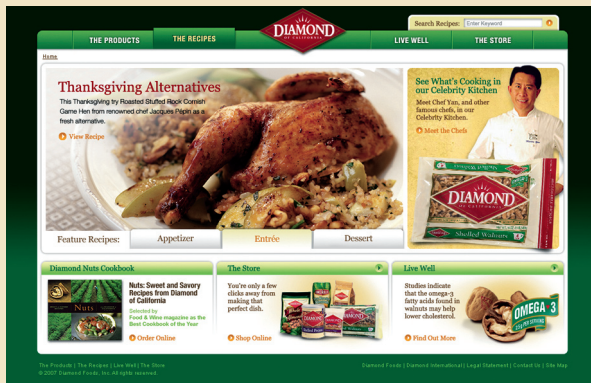 Search Recipes:
Enter Keyword
THE PRODUCTS
THE RECIPES
DIAMOND
OF CALIFORNIA
LIVE WELL
THE STORE
Home
Thanksgiving Alternatives
This Thanksgiving try Roasted Stuffed Rock Cornish
Game Hen from renowned chef Jacques Pépin as a
fresh alternative.
View Recipe
See What's Cooking in
our Celebrity Kitchen
Meet Chef Yan, and other
famous chefs, in our
Celebrity Kitchen.
Meet the Chefs
DIAMOND
OF CALIFORNIA
Shelled Walnuts
Feature Recipes:
Appetizer
Entrée
Dessert
Diamond Nuts Cookbook
Nuts
Nuts: Sweet and Savory
Recipes from Diamond
of California
Selected by
Food & Wine magazine as the
Best Cookbook of the Year
Order Online
The Store
You're only a few
clicks away from
making that
perfect dish.
Shop Online
DIAMOND
Live Well
Studies indicate
that the omega-3
fatty acids found in
walnuts may help
lower cholesterol.
Find Out More
OMEGA 3
2.5g PER SERVING
The Products | The Recipes | Live Well | The Store
© 2007 Diamond Foods, Inc. All rights reserved.
Diamond Foods | Diamond International | Legal Statement | Contact Us | Site Map